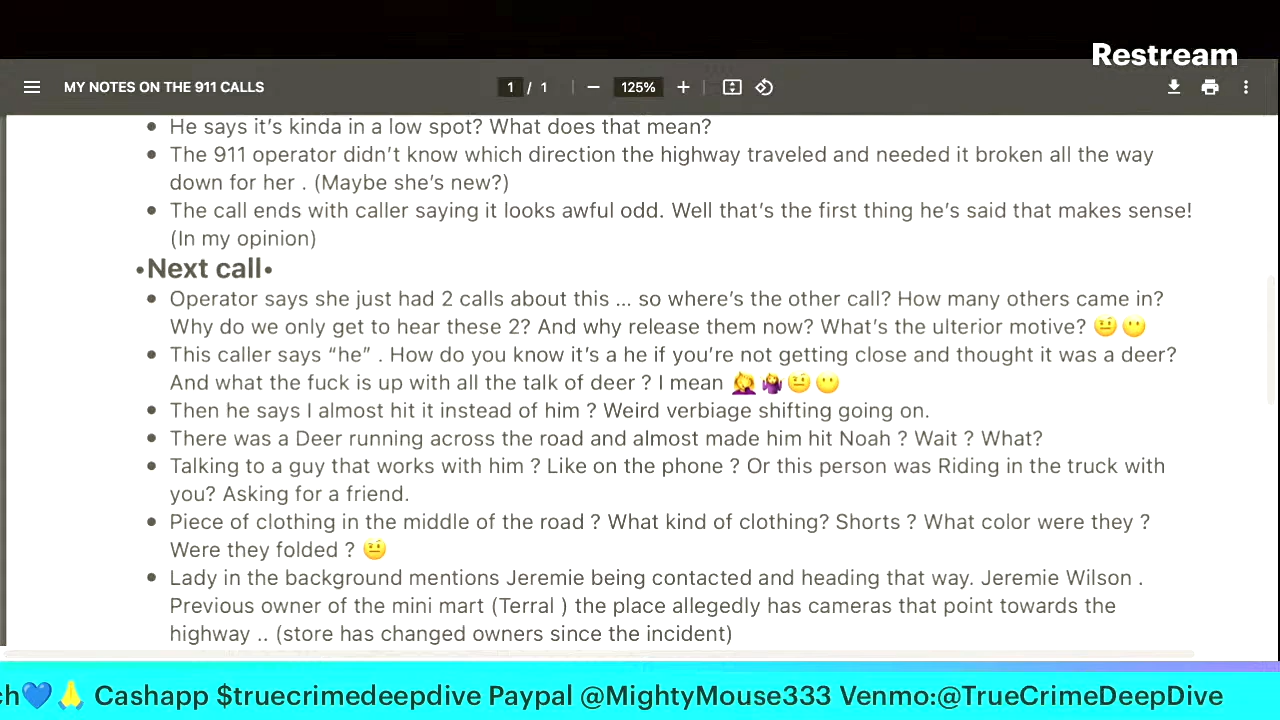 Restream
MY NOTES ON THE 911 CALLS
1 / 1
125%
• He says it's kinda in a low spot? What does that mean?
• The 911 operator didn't know which direction the highway traveled and needed it broken all the way
down for her . (Maybe she's new?)
• The call ends with caller saying it looks awful odd. Well that's the first thing he's said that makes sense!
(In my opinion)
•Next call•
• Operator says she just had 2 calls about this ... so where's the other call? How many others came in?
Why do we only get to hear these 2? And why release them now? What's the ulterior motive? 🤨 😶
• This caller says “he” . How do you know it's a he if you're not getting close and thought it was a deer?
And what the fuck is up with all the talk of deer ? I mean 🤦‍♀️ 🤷‍♀️ 🤨 😶
• Then he says I almost hit it instead of him ? Weird verbiage shifting going on.
• There was a Deer running across the road and almost made him hit Noah ? Wait ? What?
• Talking to a guy that works with him ? Like on the phone ? Or this person was Riding in the truck with
you? Asking for a friend.
• Piece of clothing in the middle of the road ? What kind of clothing? Shorts ? What color were they ?
Were they folded ? 🤨
• Lady in the background mentions Jeremie being contacted and heading that way. Jeremie Wilson .
Previous owner of the mini mart (Terral ) the place allegedly has cameras that point towards the
highway .. (store has changed owners since the incident)
ch💙🙏 Cashapp $truecrimedeepdive Paypal @MightyMouse333 Venmo:@TrueCrimeDeepDive